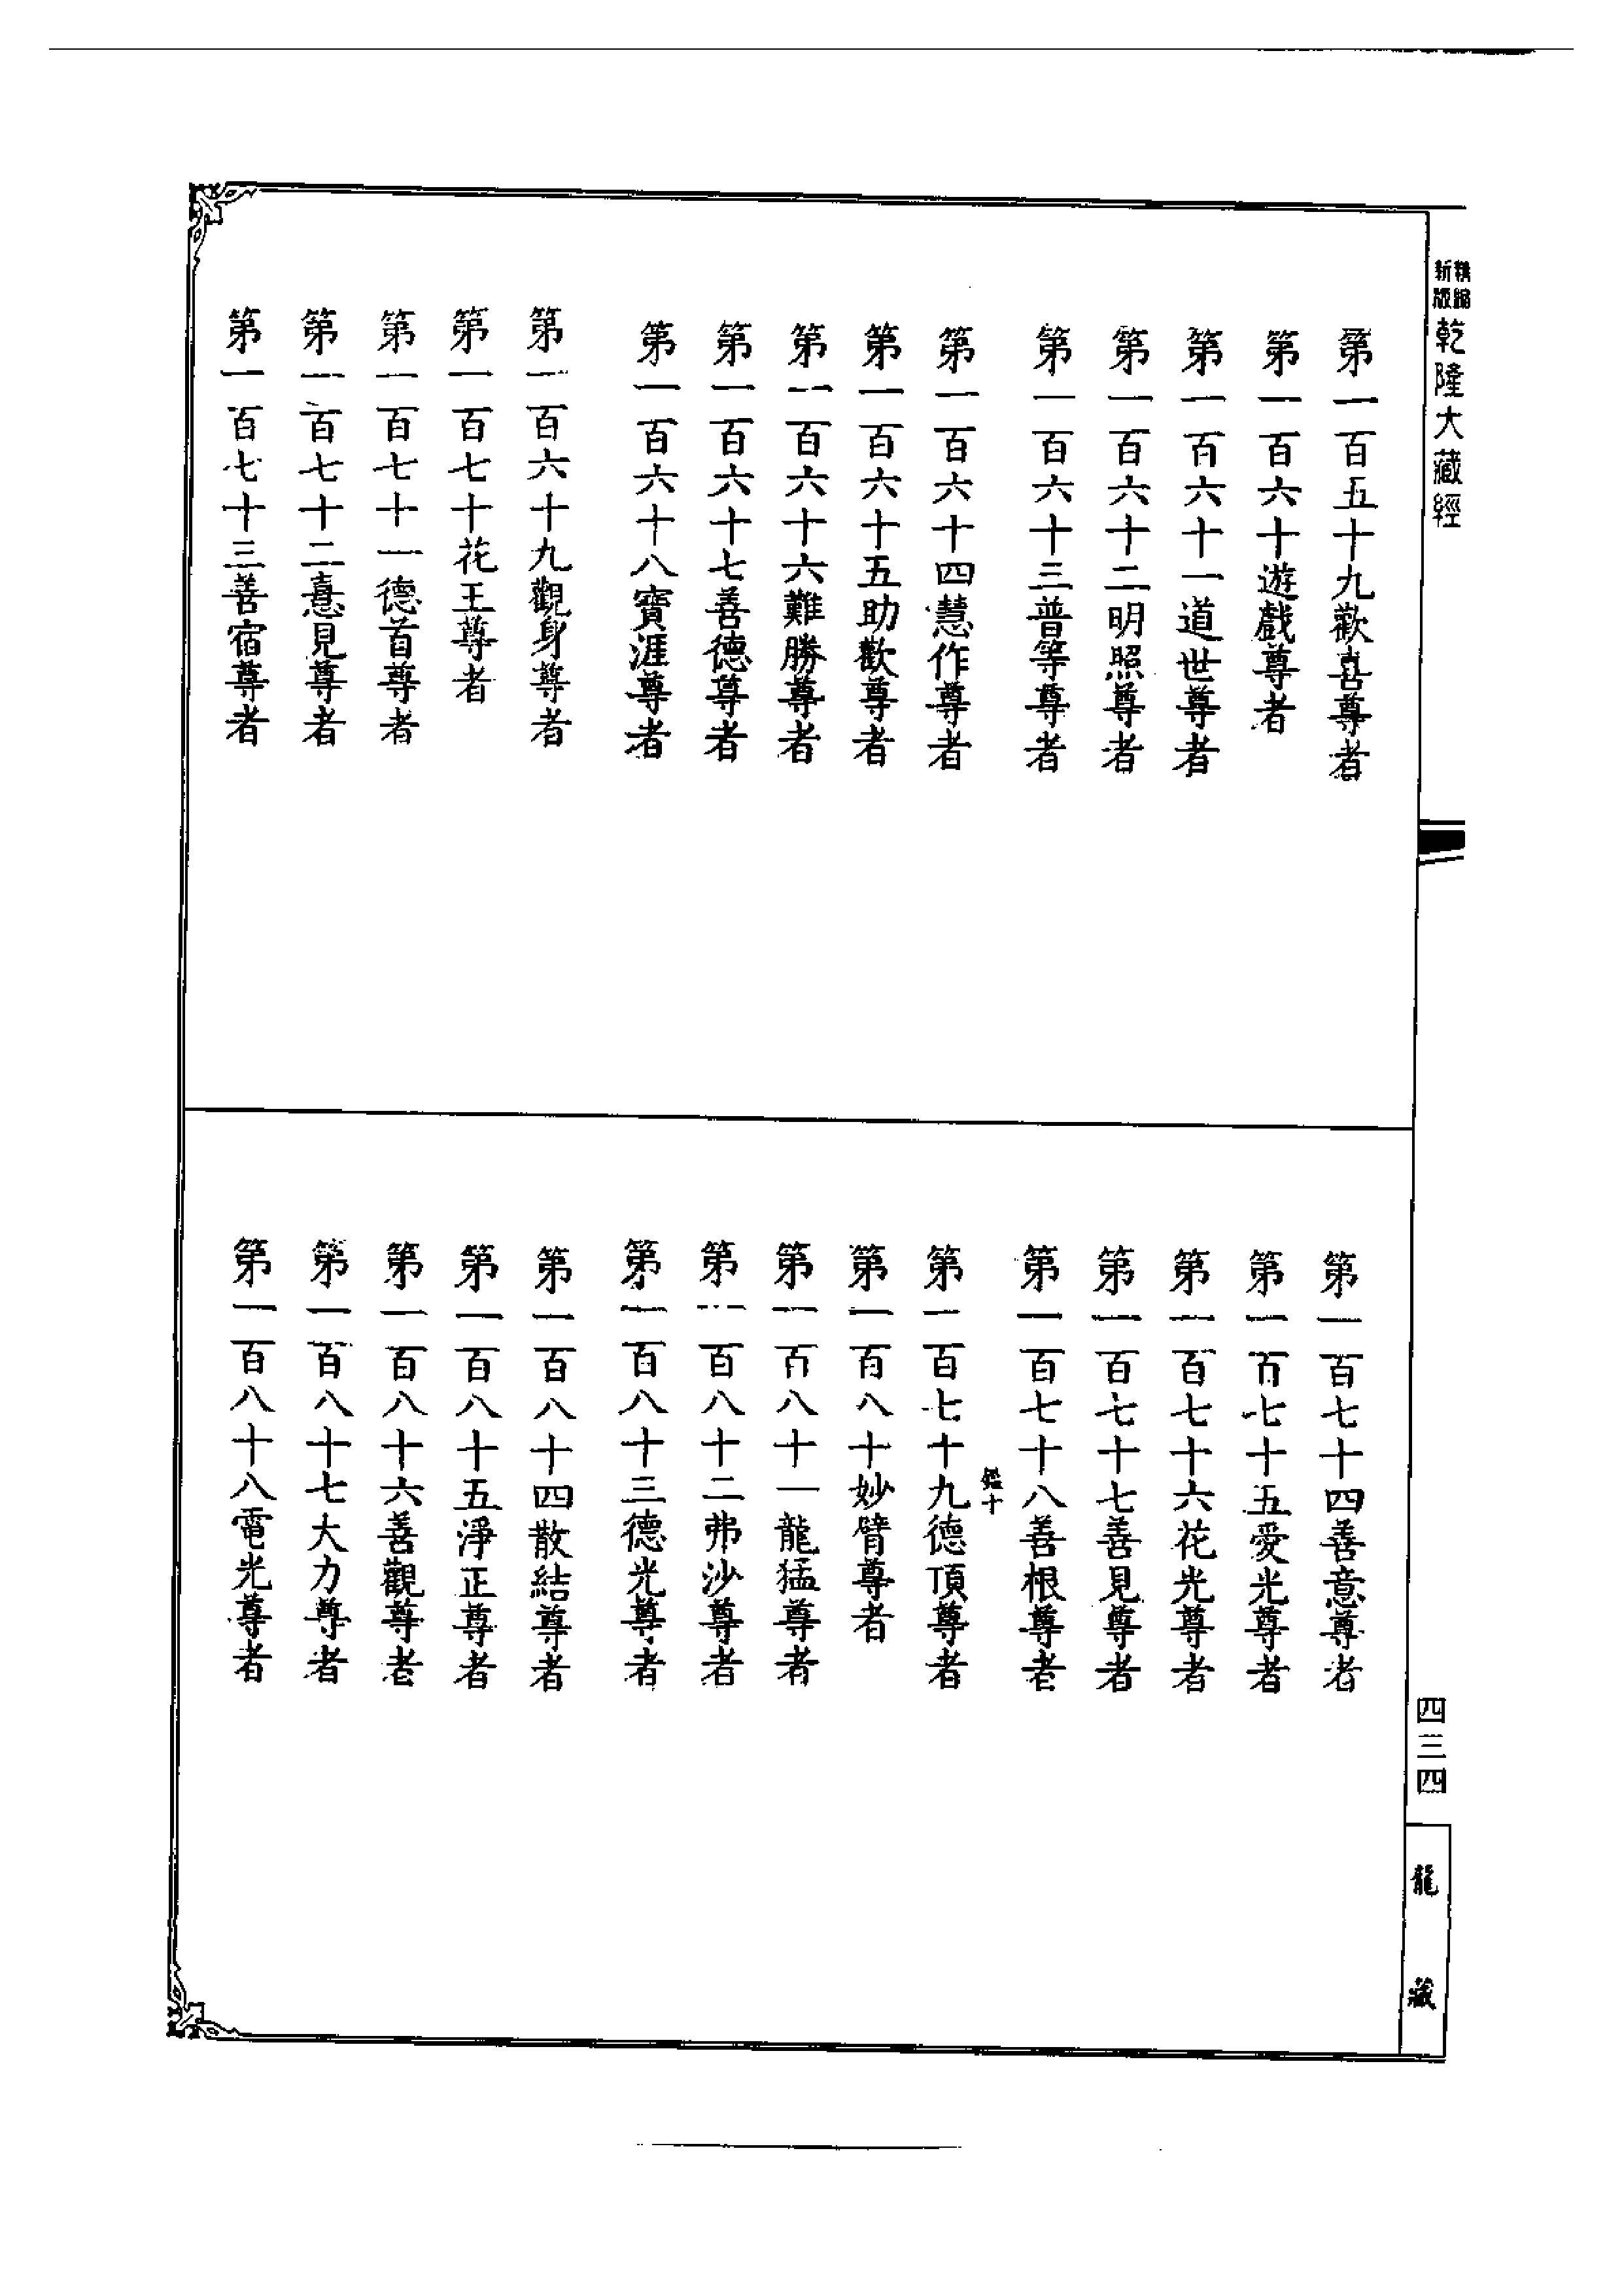 精縮
新版
乾隆大藏經
第一百五十九歡喜尊者
第一百六十遊戲尊者
第一百六十一道世尊者
第一百六十二明照尊者
第一百六十三普等尊者
第一百六十四慧作尊者
第一百六十五助歡尊者
第一百六十六難勝尊者
第一百六十七善德尊者
第一百六十八寶涯尊者
第一百六十九觀身尊者
第一百七十花王尊者
第一百七十一德首尊者
第一百七十二憙見尊者
第一百七十三善宿尊者
第一百七十四善意尊者
第一百七十五愛光尊者
第一百七十六花光尊者
第一百七十七善見尊者
第一百七十八善根尊者
十
第一百七十九德頂尊者
第一百八十妙臂尊者
第一百八十一龍猛尊者
第一百八十二弗沙尊者
第一百八十三德光尊者
第一百八十四散結尊者
第一百八十五淨正尊者
第一百八十六善觀尊者
第一百八十七大力尊者
第一百八十八電光尊者
四三四
龍藏